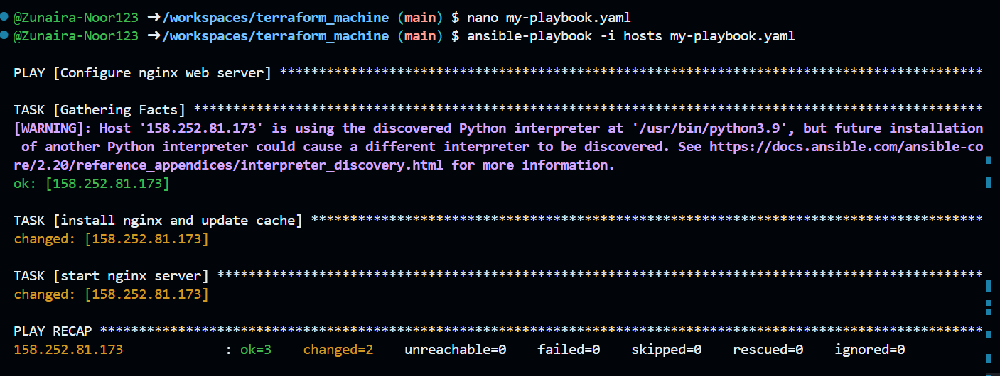 @Zunaira-Noor123 ➜/workspaces/terraform_machine (main) $ nano my-playbook.yaml
@Zunaira-Noor123 ➜/workspaces/terraform_machine (main) $ ansible-playbook -i hosts my-playbook.yaml
PLAY [Configure nginx web server] ******************************************************************************************
TASK [Gathering Facts] *****************************************************************************************************
[WARNING]: Host '158.252.81.173' is using the discovered Python interpreter at '/usr/bin/python3.9', but future installation
of another Python interpreter could cause a different interpreter to be discovered. See https://docs.ansible.com/ansible-co
re/2.20/reference_appendices/interpreter_discovery.html for more information.
ok: [158.252.81.173]
TASK [install nginx and update cache] **************************************************************************************
changed: [158.252.81.173]
TASK [start nginx server] **************************************************************************************************
changed: [158.252.81.173]
PLAY RECAP *****************************************************************************************************************
158.252.81.173             : ok=3    changed=2    unreachable=0    failed=0    skipped=0    rescued=0    ignored=0